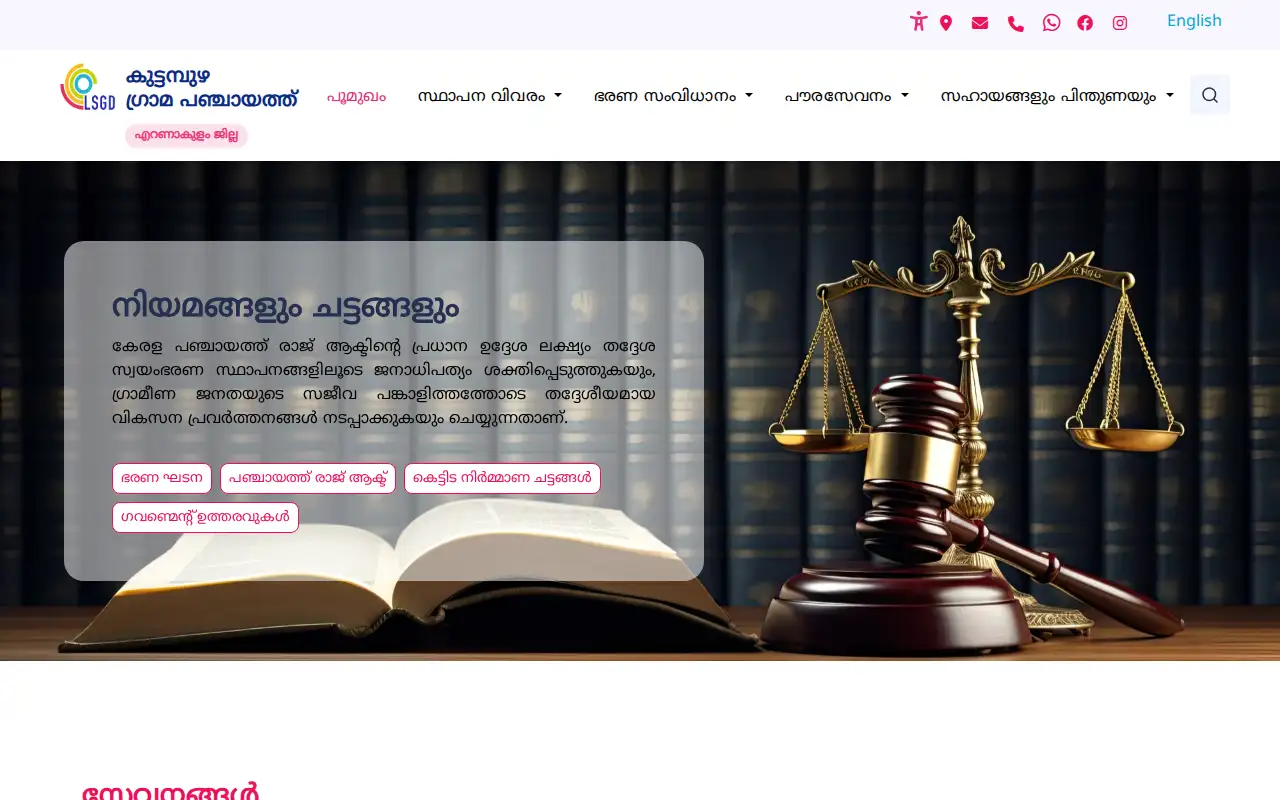 English
LSGD
കുട്ടമ്പുഴ
ഗ്രാമ പഞ്ചായത്ത്
എറണാകുളം ജില്ല
പൂമുഖം
സ്ഥാപന വിവരം
ഭരണ സംവിധാനം
പൗരസേവനം
സഹായങ്ങളും പിന്തുണയും
നിയമങ്ങളും ചട്ടങ്ങളും
കേരള പഞ്ചായത്ത് രാജ് ആക്ടിന്റെ പ്രധാന ഉദ്ദേശ ലക്ഷ്യം തദ്ദേശ
സ്വയംഭരണ സ്ഥാപനങ്ങളിലൂടെ ജനാധിപത്യം ശക്തിപ്പെടുത്തുകയും,
ഗ്രാമീണ ജനതയുടെ സജീവ പങ്കാളിത്തത്തോടെ തദ്ദേശീയമായ
വികസന പ്രവർത്തനങ്ങൾ നടപ്പാക്കുകയും ചെയ്യുന്നതാണ്.
ഭരണ ഘടന
പഞ്ചായത്ത് രാജ് ആക്ട്
കെട്ടിട നിർമ്മാണ ചട്ടങ്ങൾ
ഗവണ്മെന്റ് ഉത്തരവുകൾ
സേവനങ്ങൾ